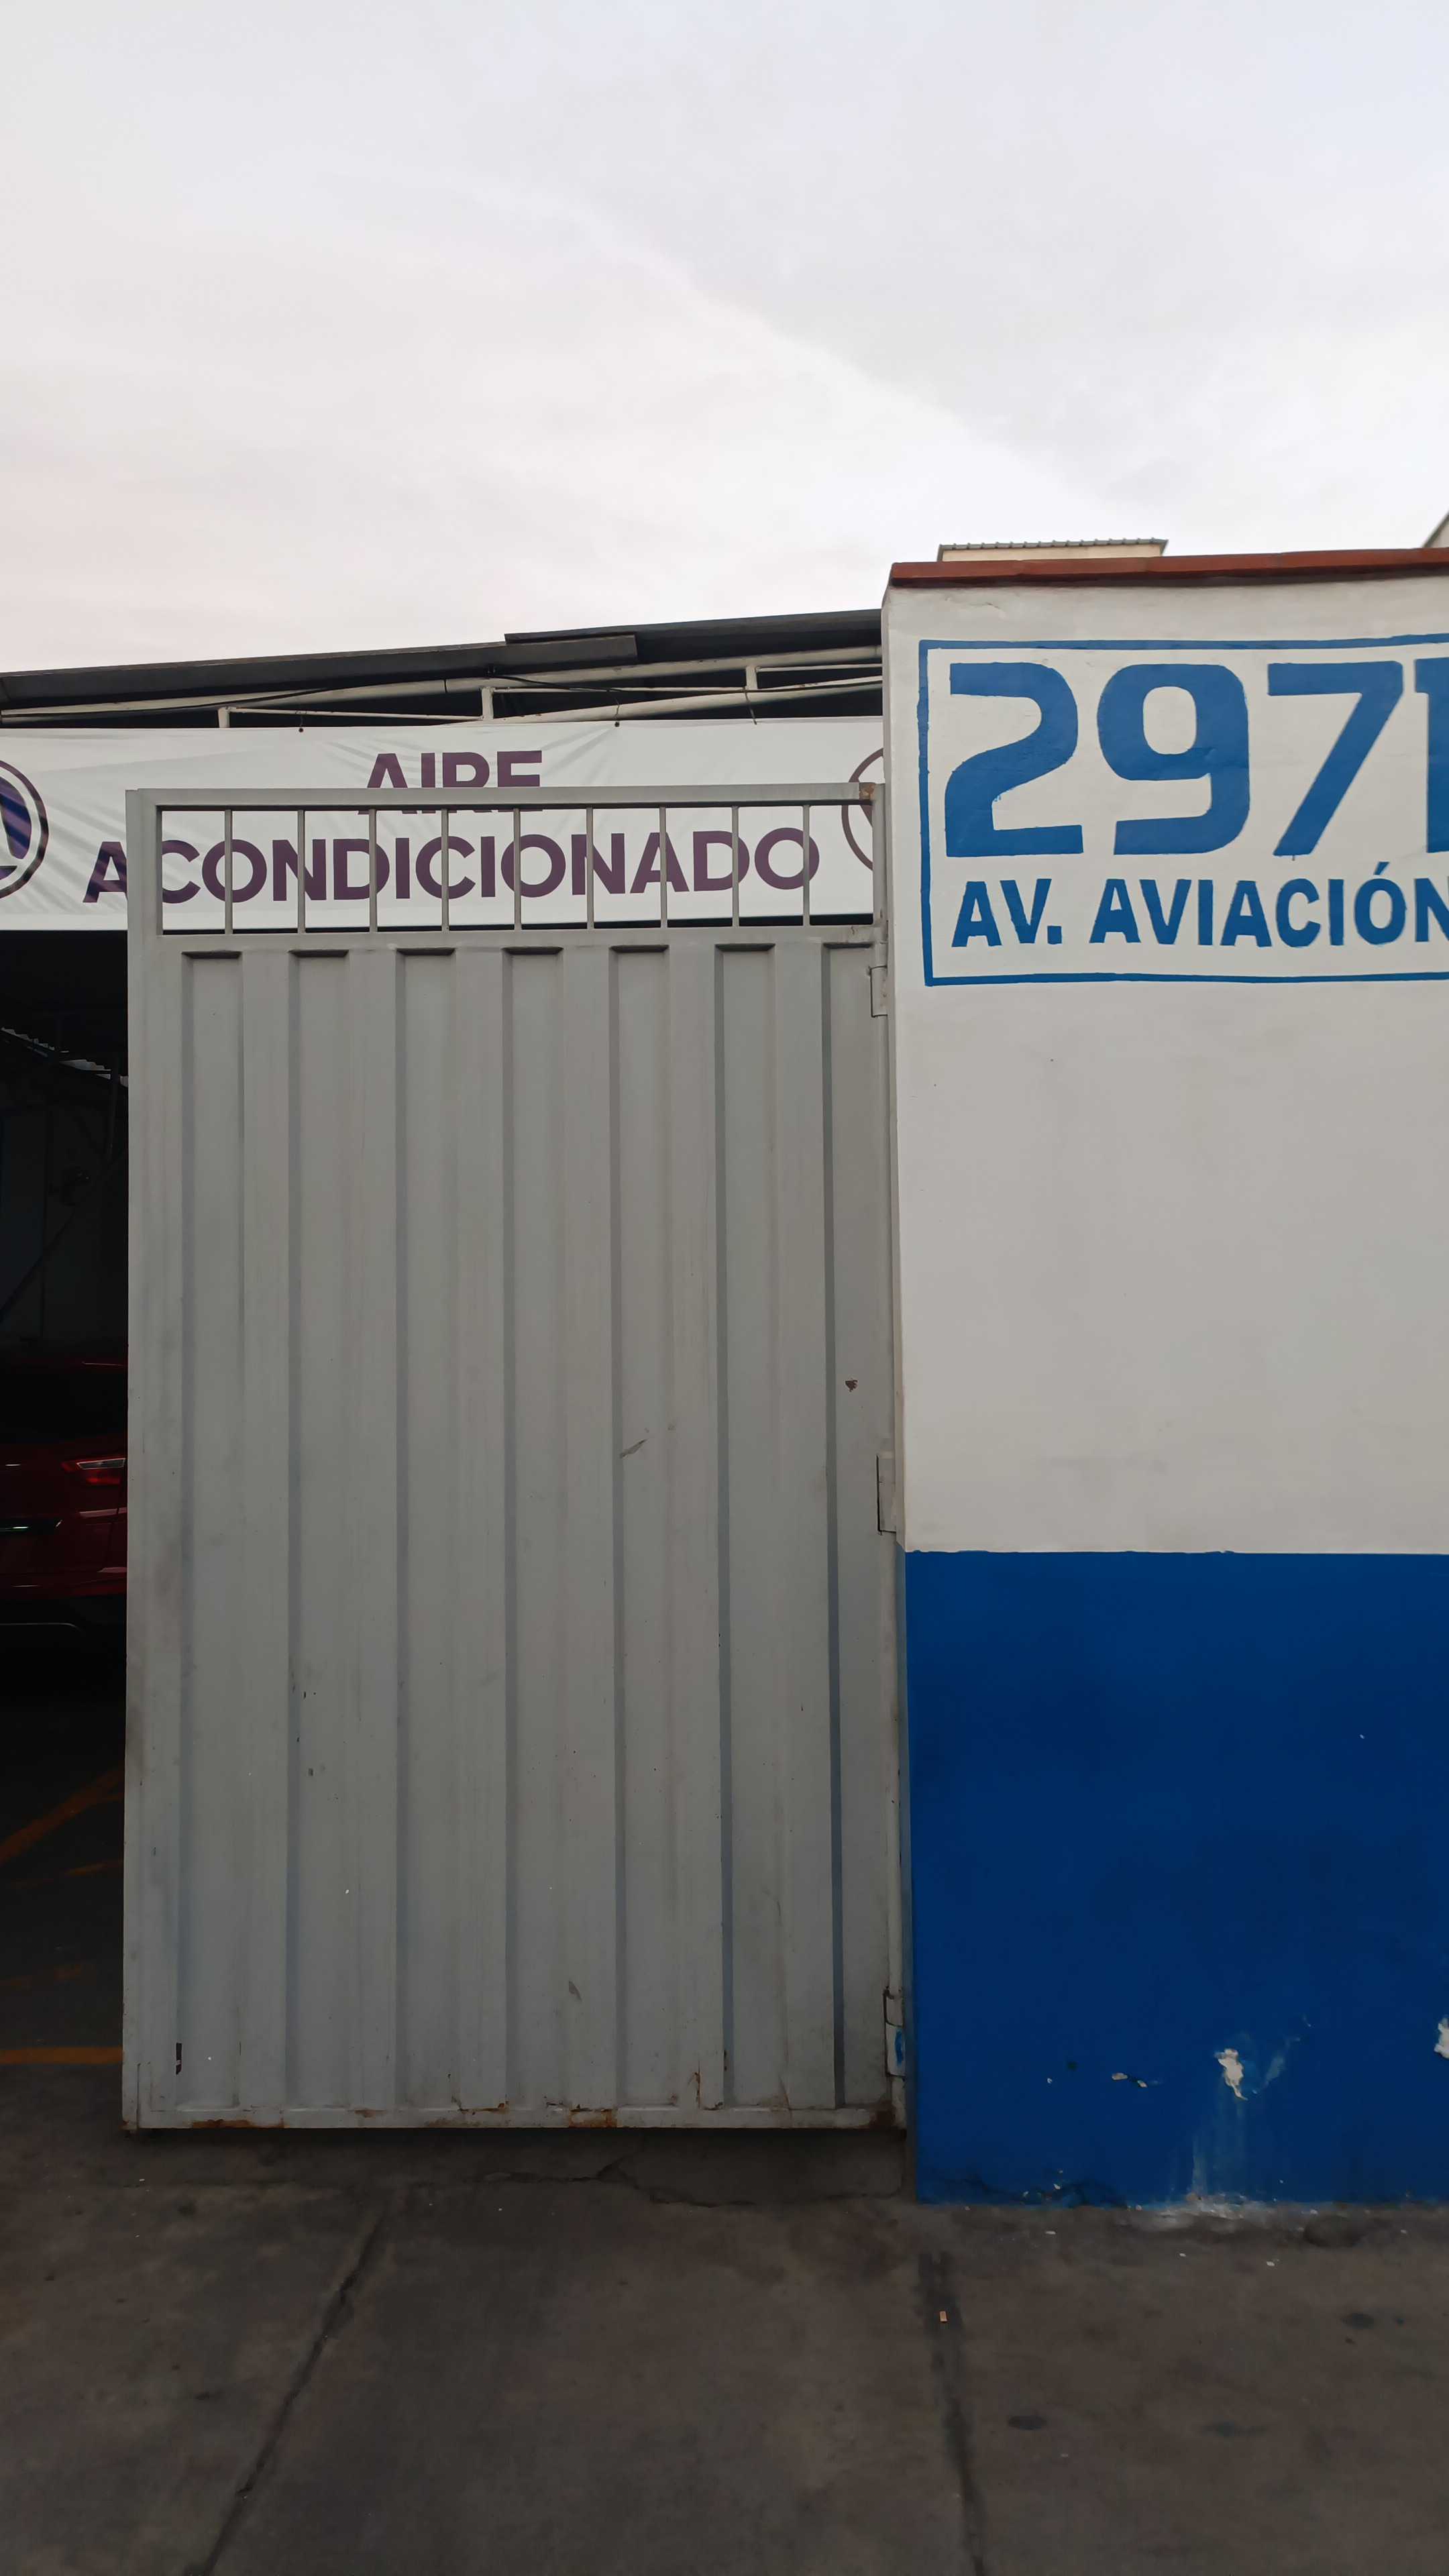 AIRE
ACONDICIONADO
2971
AV. AVIACIÓN